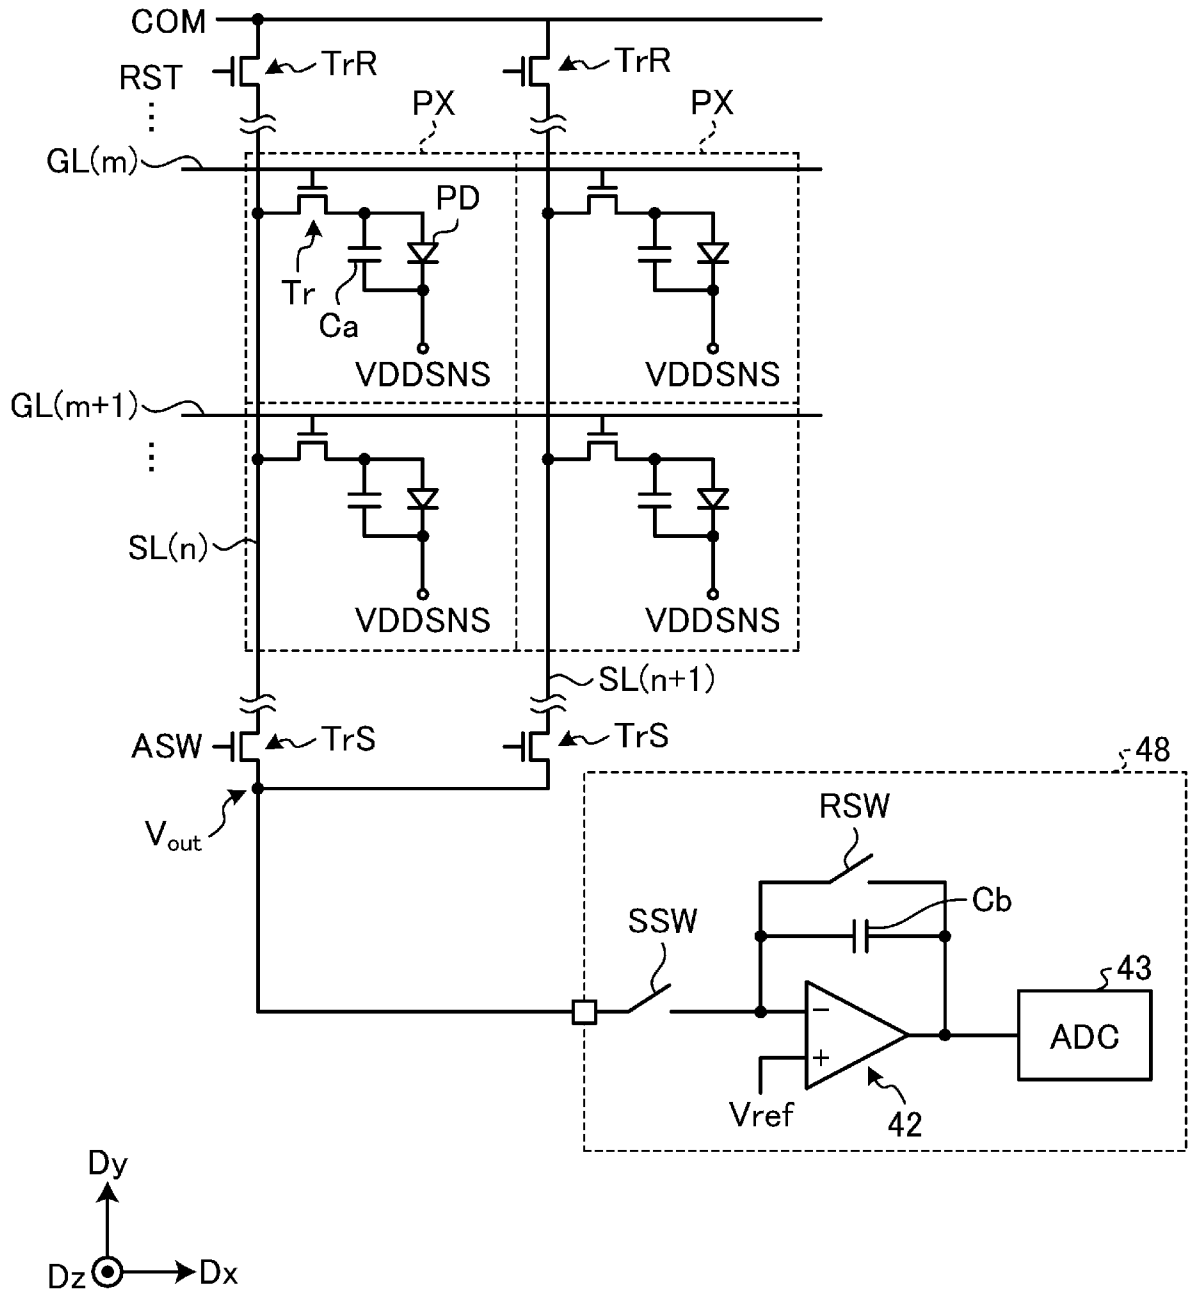 COM
TrR
TrR
RST
PX
PX
GL(m)
PD
Tr
Ca
VDDSNS
VDDSNS
GL(m+1)
SL(n)
VDDSNS
VDDSNS
SL(n+1)
ASW
TrS
TrS
48
Vout
RSW
SSW
Cb
43
−
ADC
+
Vref
42
Dy
Dz
Dx